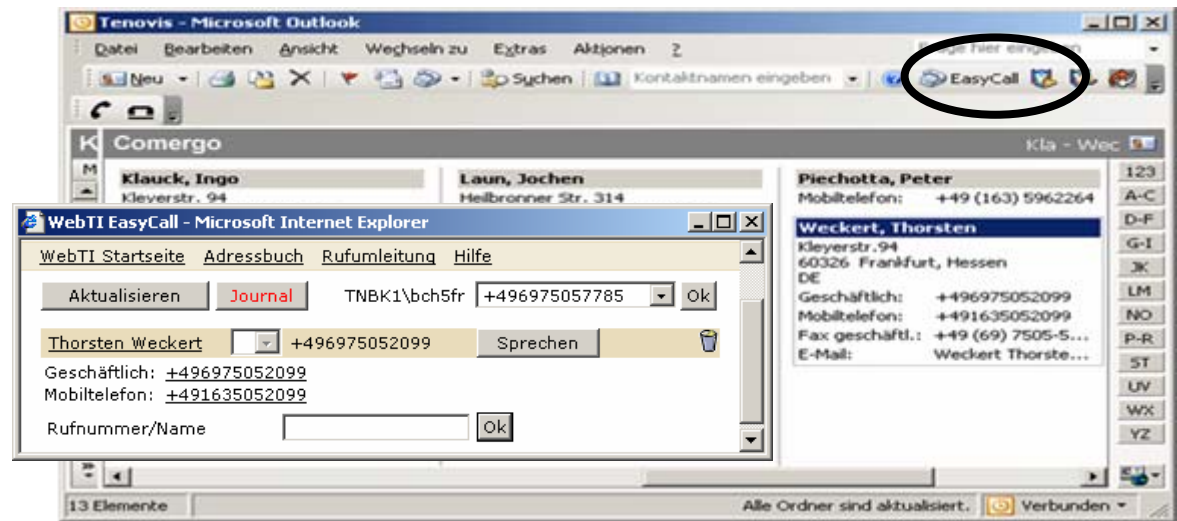 Tenovis - Microsoft Outlook
Datei Bearbeiten Ansicht Wechseln zu Extras Aktionen ?
hier eingeben
Neu Suchen Kontaktnamen eingeben EasyCall
K Comergo Kla - Wec
M
Klauck, Ingo
Kleyerstr. 94
Laun, Jochen
Heilbronner Str. 314
Piechotta, Peter
Mobiltelefon: +49 (163) 5962264
Weckert, Thorsten
Kleyerstr.94
60326 Frankfurt, Hessen
DE
Geschäftlich: +496975052099
Mobiltelefon: +491635052099
Fax geschäftl.: +49 (69) 7505-5...
E-Mail: Weckert Thorste...
123
A-C
D-F
G-I
JK
LM
NO
P-R
ST
UV
WX
YZ
WebTI EasyCall - Microsoft Internet Explorer
WebTI Startseite Adressbuch Rufumleitung Hilfe
Aktualisieren Journal TNBK1\bch5fr +496975057785 Ok
Thorsten Weckert +496975052099 Sprechen
Geschäftlich: +496975052099
Mobiltelefon: +491635052099
Rufnummer/Name Ok
13 Elemente Alle Ordner sind aktualisiert. Verbunden